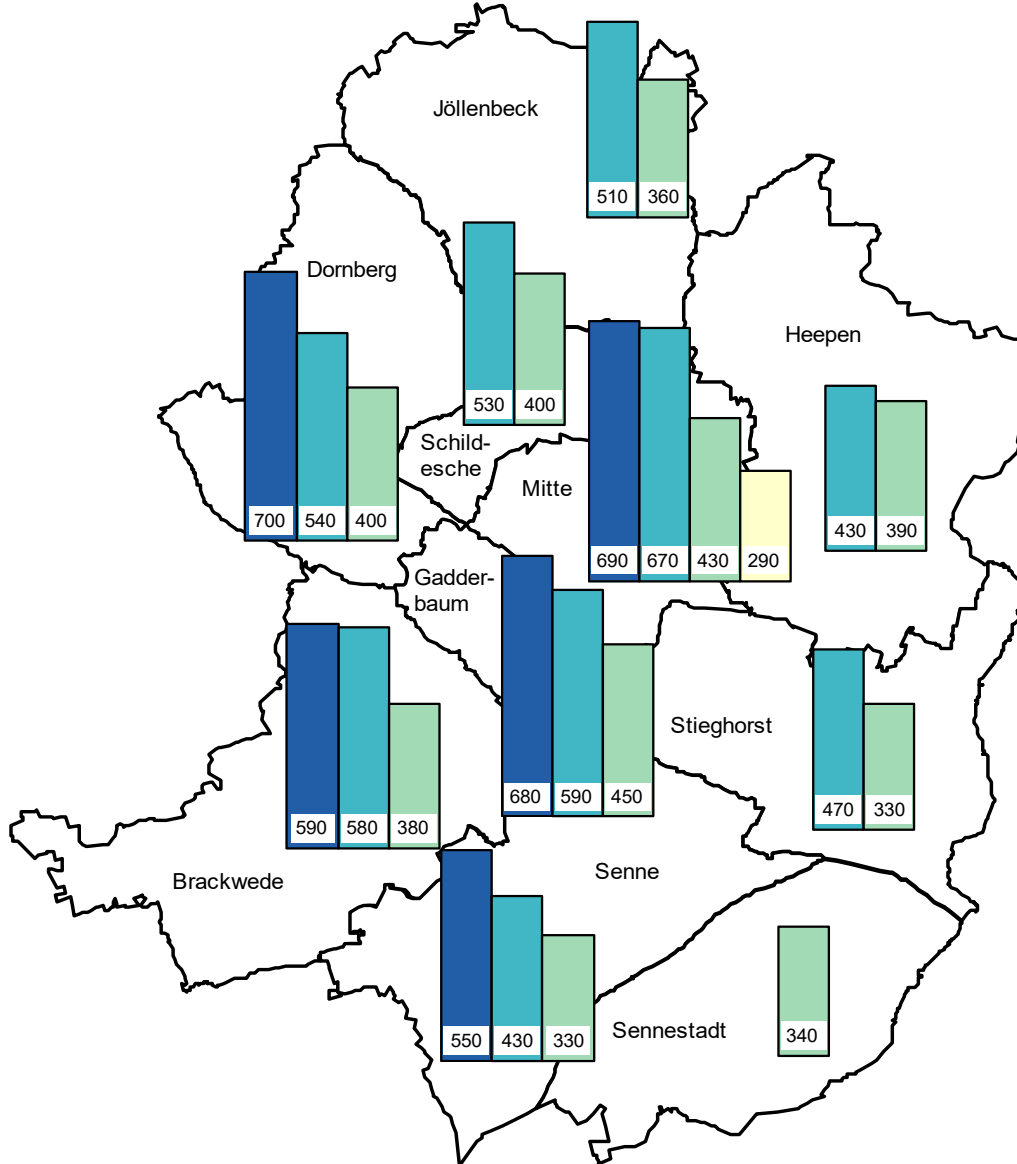 Jöllenbeck
510 360
Dornberg
700 540 400
530 400
Schild-
esche
Heepen
430 390
Mitte
690 670 430 290
Gadder-
baum
680 590 450
Stieghorst
470 330
590 580 380
Brackwede
Senne
550 430 330
Sennestadt
340